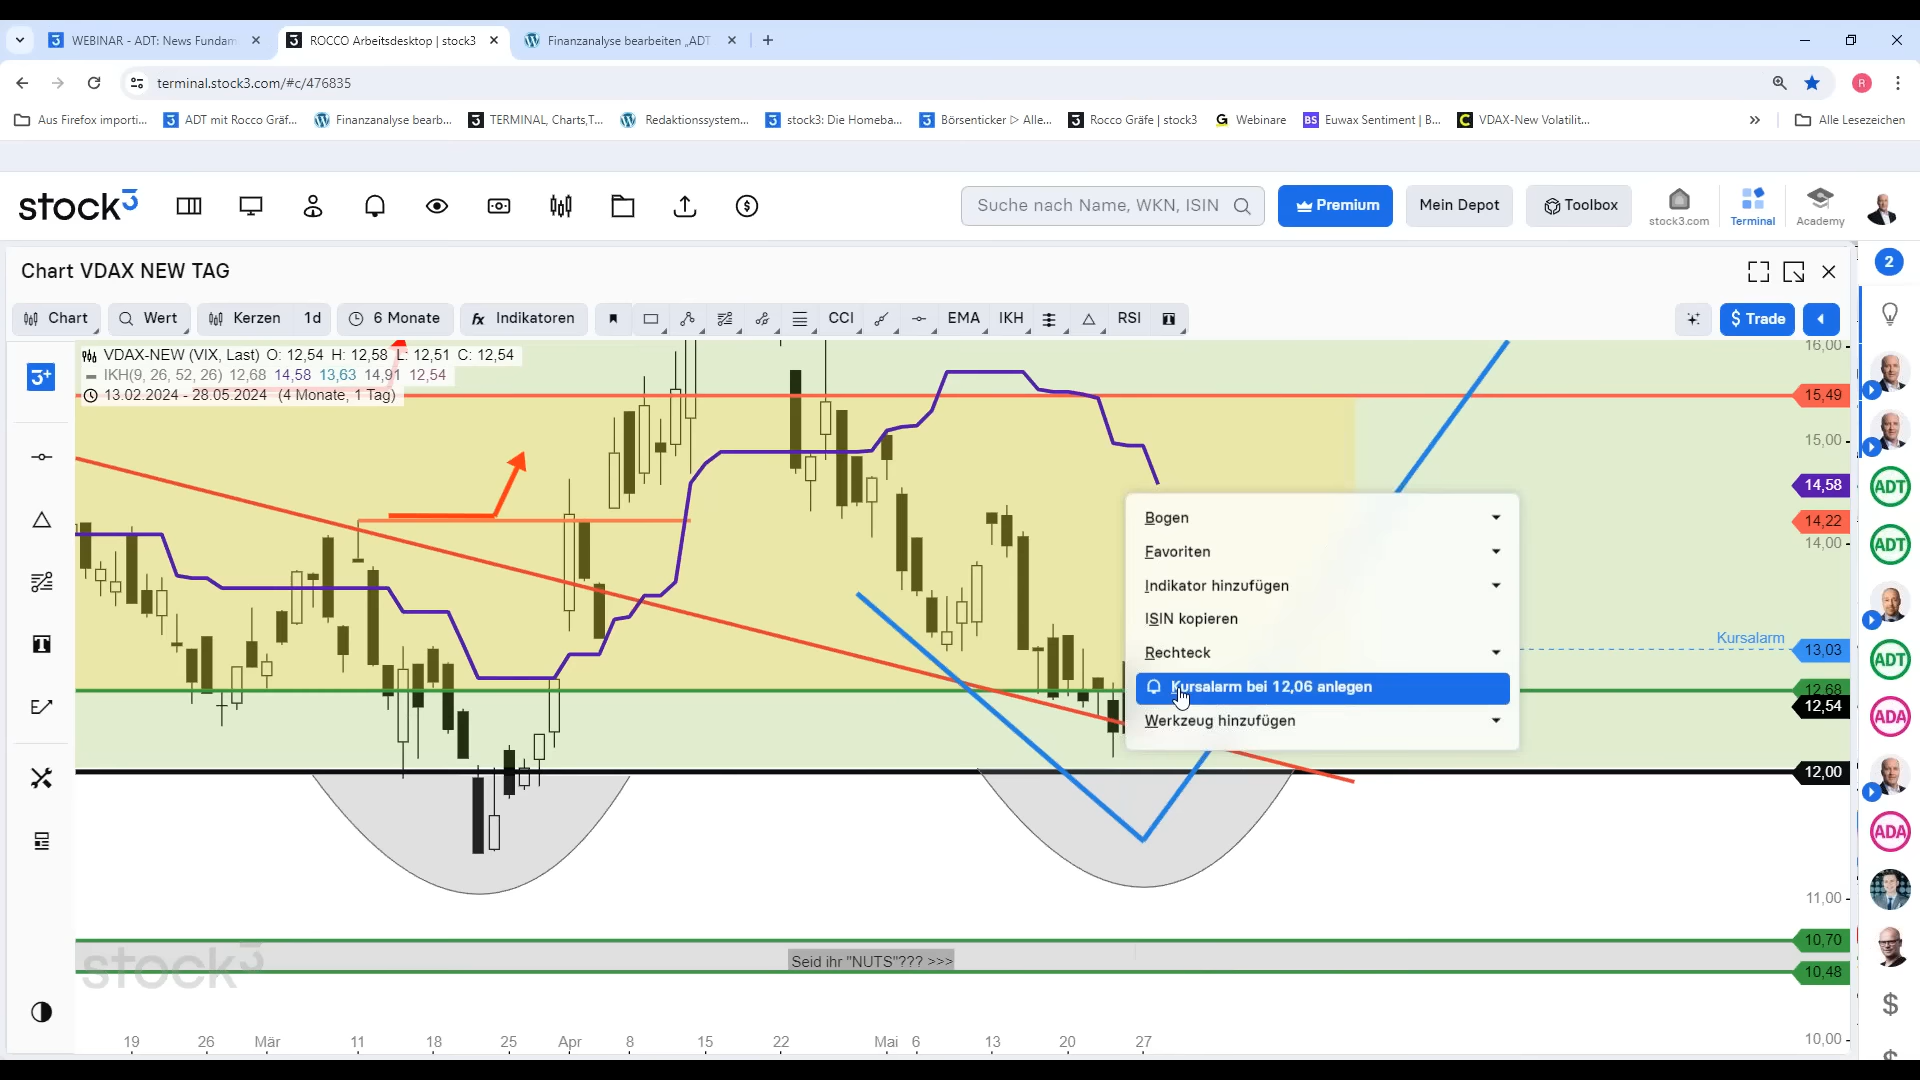 WEBINAR - ADT: News Fundam
ROCCO Arbeitsdesktop | stock3
Finanzanalyse bearbeiten „ADT
terminal.stock3.com/#c/476835
R
Aus Firefox importi...
ADT mit Rocco Gräf...
Finanzanalyse bearb...
TERMINAL, Charts,T...
Redaktionssystem...
stock3: Die Homeba...
Börsenticker ▷ Alle...
Rocco Gräfe | stock3
Webinare
BS Euwax Sentiment | B...
VDAX-New Volatilit...
Alle Lesezeichen
stock3
Suche nach Name, WKN, ISIN
Premium
Mein Depot
Toolbox
stock3.com
Terminal
Academy
Chart VDAX NEW TAG
2
Chart
Wert
Kerzen
1d
6 Monate
fx Indikatoren
CCI
EMA
IKH
RSI
$ Trade
VDAX-NEW (VIX, Last) O: 12,54 H: 12,58 L: 12,51 C: 12,54
IKH(9, 26, 52, 26) 12,68 14,58 13,63 14,91 12,54
13.02.2024 - 28.05.2024 (4 Monate, 1 Tag)
16,00
15,49
15,00
14,58
14,22
14,00
Kursalarm
13,03
12,68
12,54
12,00
11,00
10,70
10,48
10,00
Bogen
Favoriten
Indikator hinzufügen
ISIN kopieren
Rechteck
Kursalarm bei 12,06 anlegen
Werkzeug hinzufügen
ADT
ADT
ADT
ADA
ADA
stock3
Seid ihr "NUTS"??? >>>
19 26 Mär 11 18 25 Apr 8 15 22 Mai 6 13 20 27